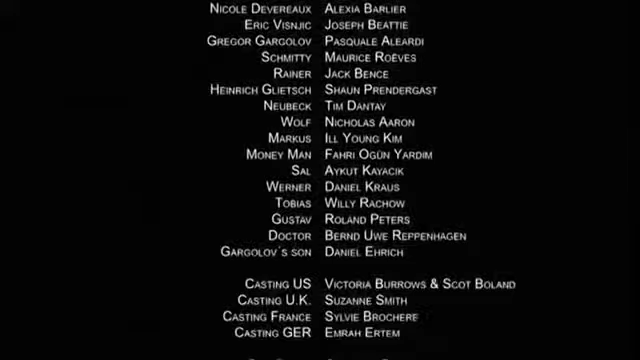 Nicole Devereaux Alexia Barlier
Eric Visnjic Joseph Beattie
Gregor Gargolov Pasquale Aleardi
Schmitty Maurice Roëves
Rainer Jack Bence
Heinrich Glietsch Shaun Prendergast
Neubeck Tim Dantay
Wolf Nicholas Aaron
Markus Ill Young Kim
Money Man Fahri Ogün Yardim
Sal Aykut Kayacik
Werner Daniel Kraus
Tobias Willy Rachow
Gustav Roland Peters
Doctor Bernd Uwe Reppenhagen
Gargolov´s son Daniel Ehrich
Casting US Victoria Burrows & Scot Boland
Casting U.K. Suzanne Smith
Casting France Sylvie Brochere
Casting GER Emrah Ertem